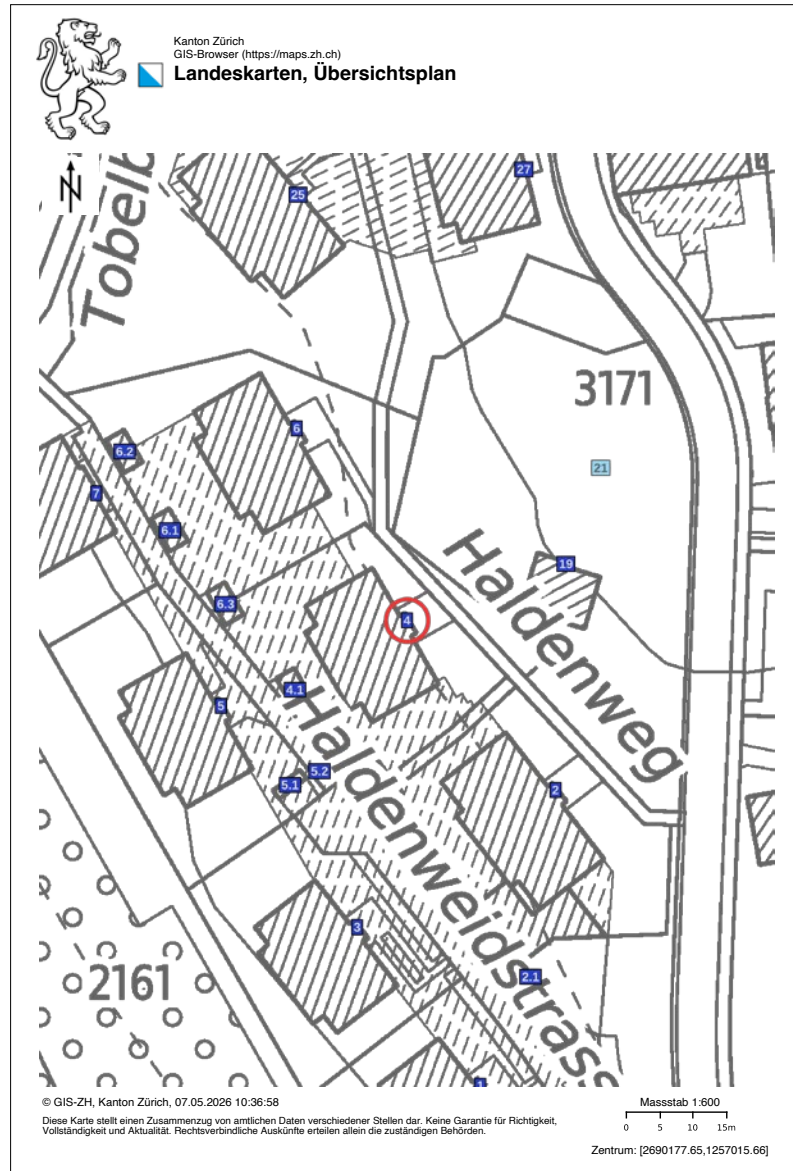 Kanton Zürich
GIS-Browser (https://maps.zh.ch)
Landeskarten, Übersichtsplan
N
27
25
Tobelb
3171
6
21
6.2
7
6.1
Haldenweg
19
6.3
4
4.1
5
5.2
5.1
2
Haldenweidstrass
3
2.1
2161
1
© GIS-ZH, Kanton Zürich, 07.05.2026 10:36:58
Diese Karte stellt einen Zusammenzug von amtlichen Daten verschiedener Stellen dar. Keine Garantie für Richtigkeit,
Vollständigkeit und Aktualität. Rechtsverbindliche Auskünfte erteilen allein die zuständigen Behörden.
Massstab 1:600
0 5 10 15m
Zentrum: [2690177.65,1257015.66]